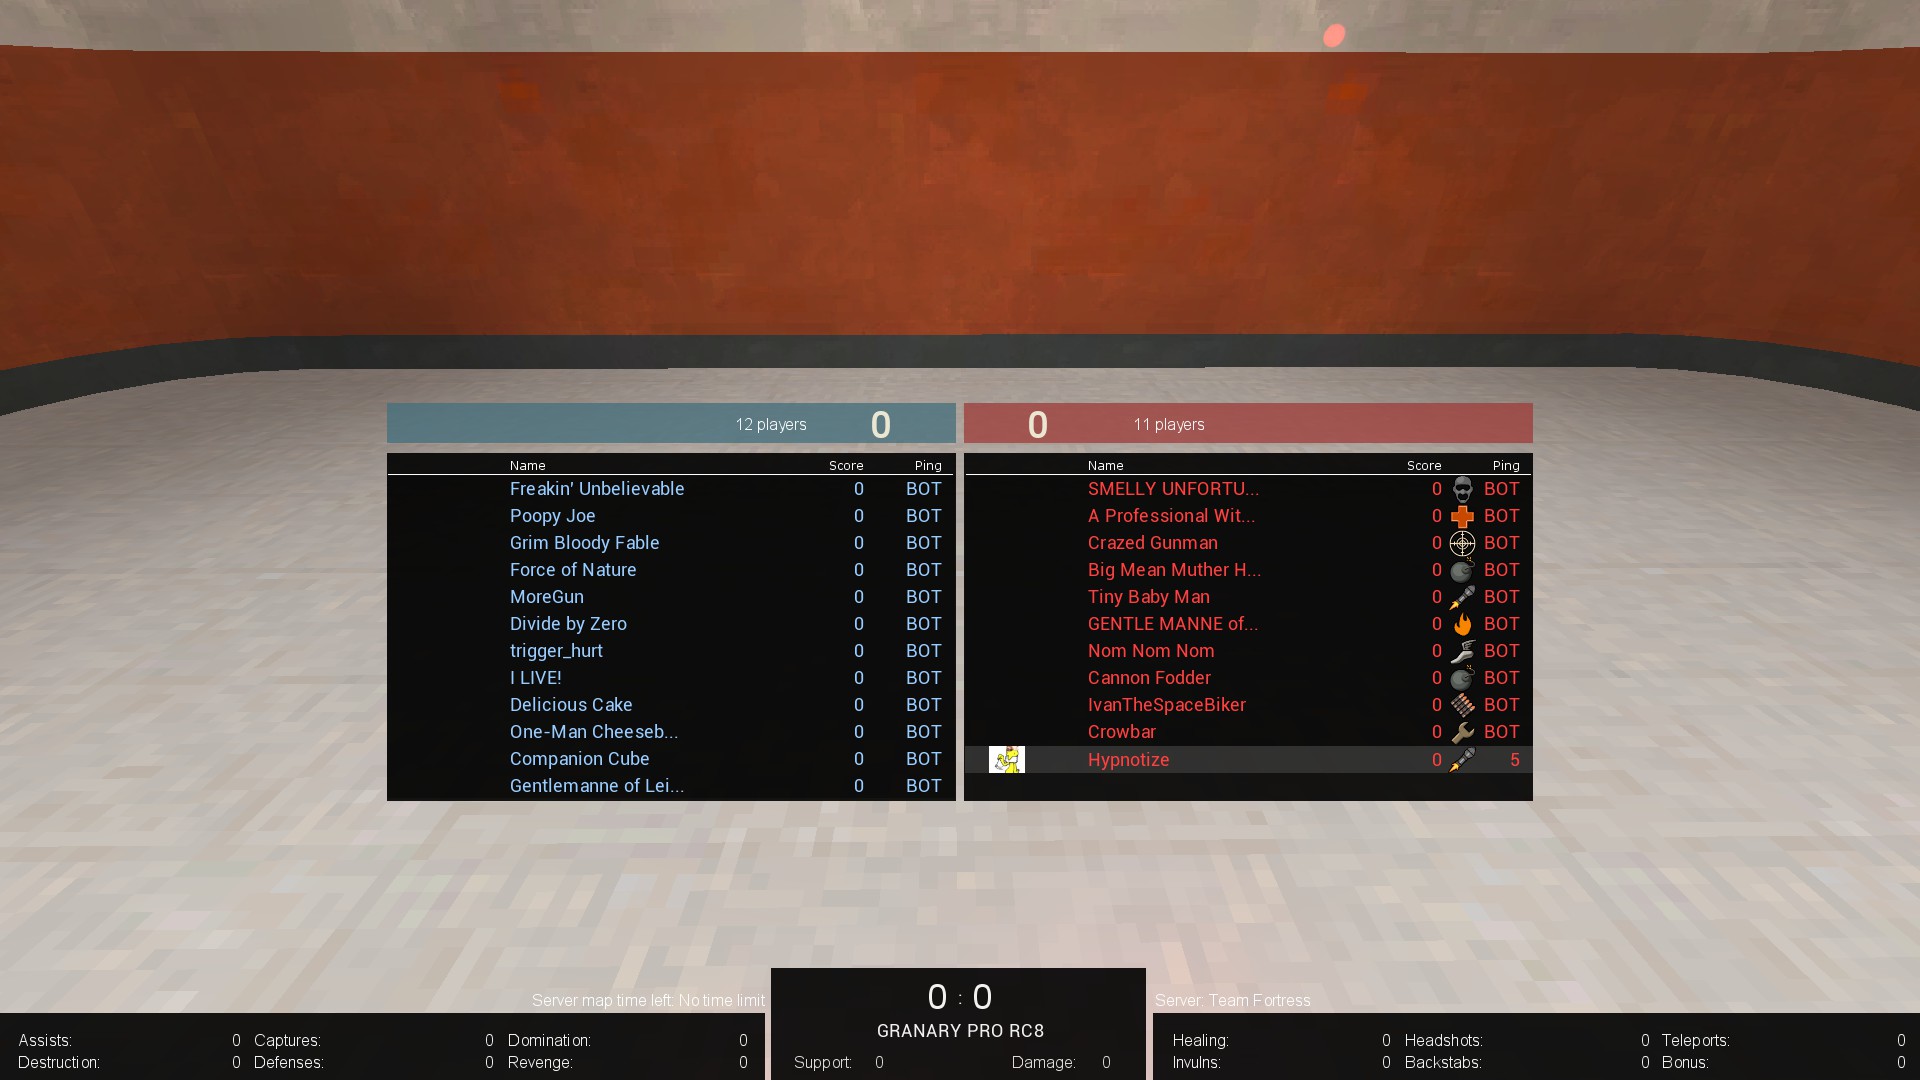 12 players 0
0 11 players
Name Score Ping
Freakin' Unbelievable 0 BOT
Poopy Joe 0 BOT
Grim Bloody Fable 0 BOT
Force of Nature 0 BOT
MoreGun 0 BOT
Divide by Zero 0 BOT
trigger_hurt 0 BOT
I LIVE! 0 BOT
Delicious Cake 0 BOT
One-Man Cheeseb... 0 BOT
Companion Cube 0 BOT
Gentlemanne of Lei... 0 BOT
Name Score Ping
SMELLY UNFORTU... 0 BOT
A Professional Wit... 0 BOT
Crazed Gunman 0 BOT
Big Mean Muther H... 0 BOT
Tiny Baby Man 0 BOT
GENTLE MANNE of... 0 BOT
Nom Nom Nom 0 BOT
Cannon Fodder 0 BOT
IvanTheSpaceBiker 0 BOT
Crowbar 0 BOT
Hypnotize 0 5
Server map time left: No time limit
0 : 0
Server: Team Fortress
GRANARY PRO RC8
Support: 0 Damage: 0
Assists: 0 Captures: 0 Domination: 0
Destruction: 0 Defenses: 0 Revenge: 0
Healing: 0 Headshots: 0 Teleports: 0
Invulns: 0 Backstabs: 0 Bonus: 0